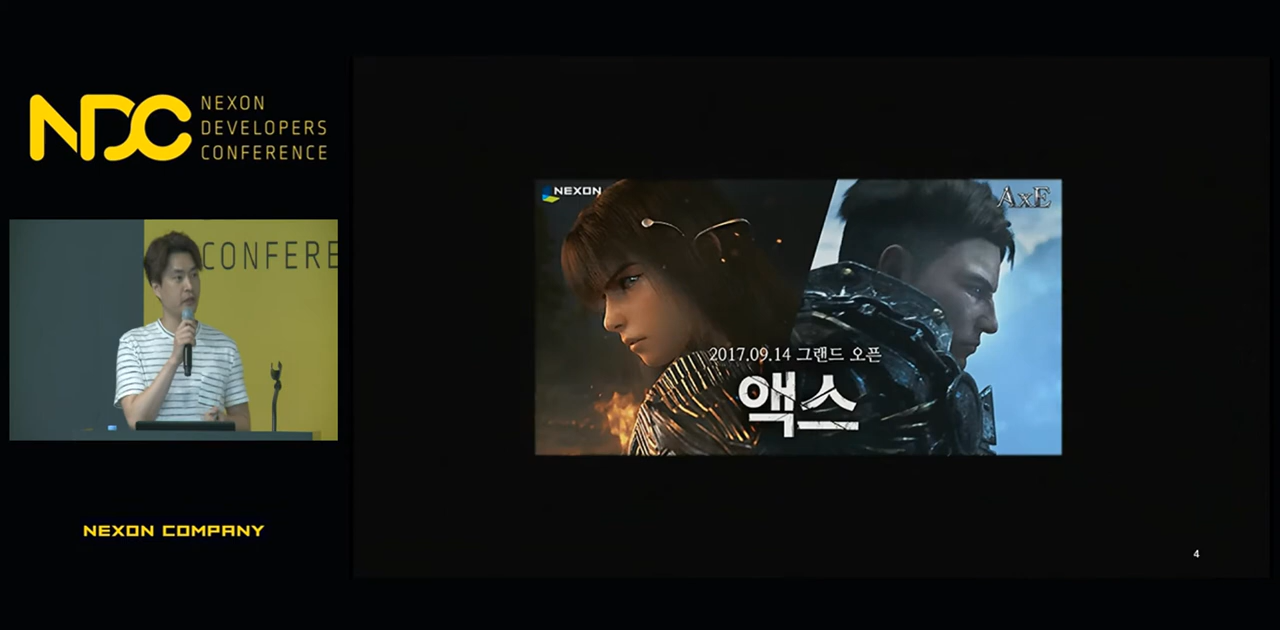 NDC
NEXON
DEVELOPERS
CONFERENCE
CONFERE
NEXON COMPANY
NEXON
AxE
2017.09.14 그랜드 오픈
액스
4